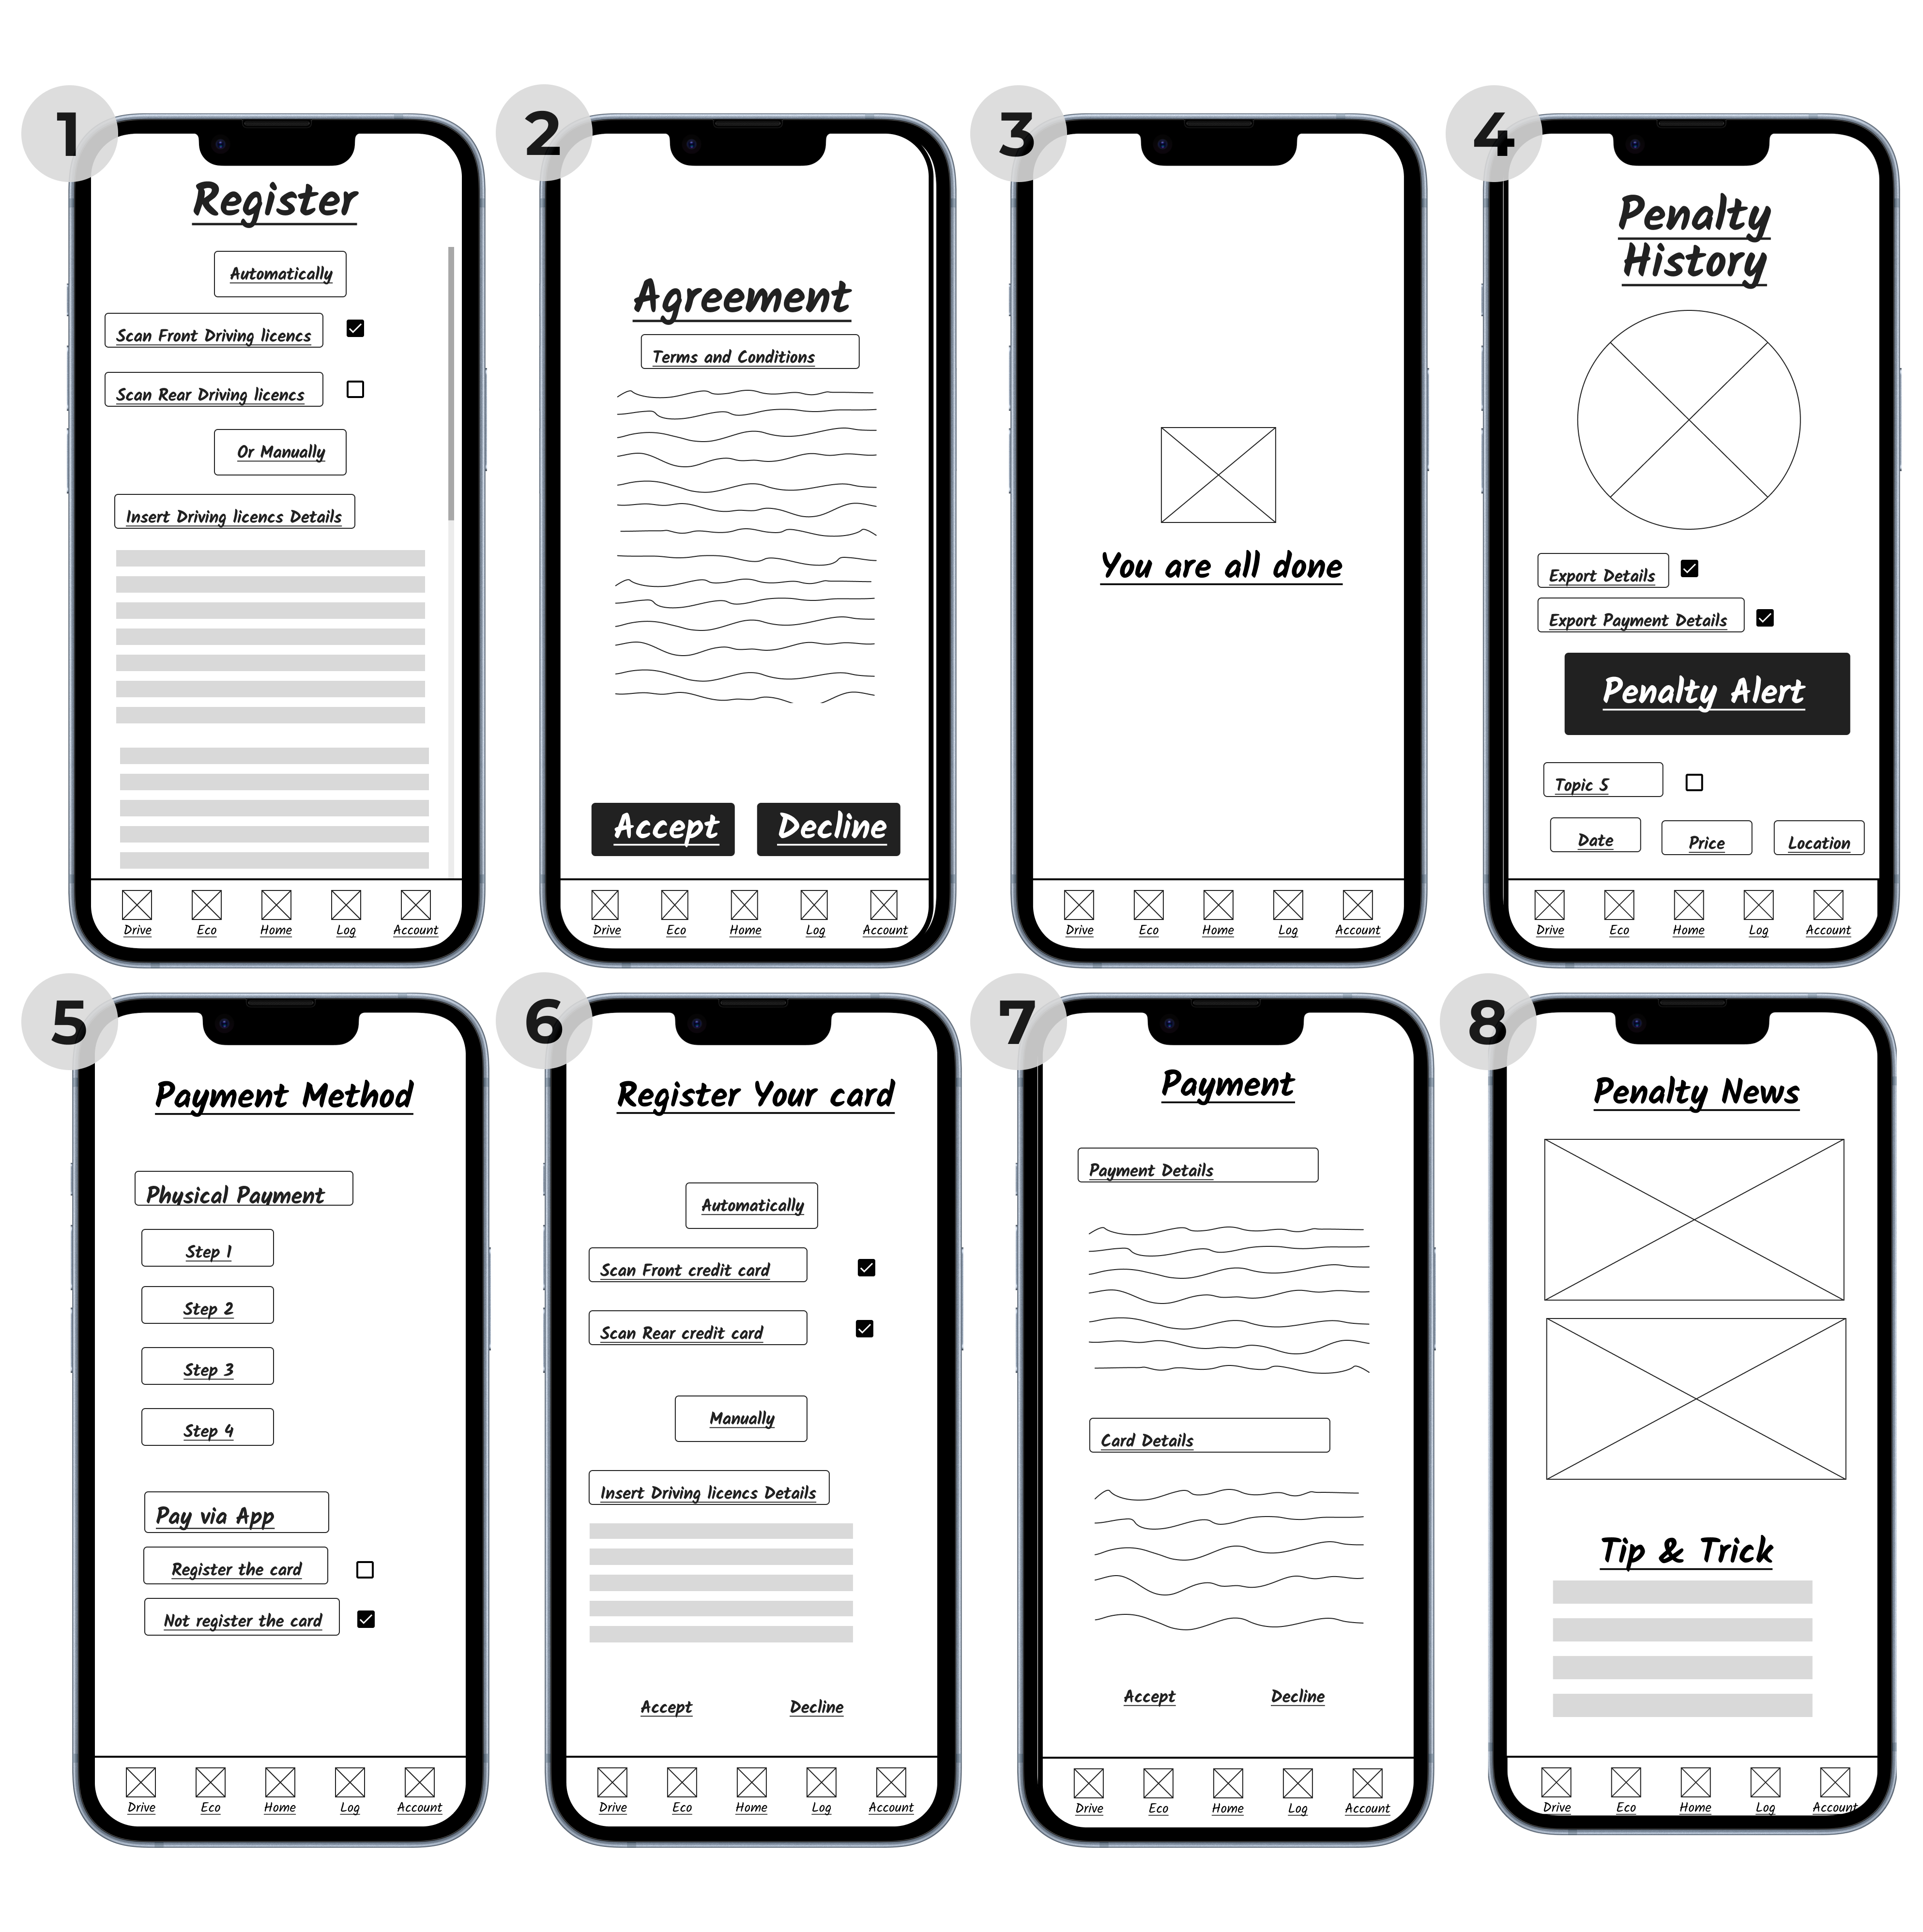 1
Register
Automatically
Scan Front Driving licencs
Scan Rear Driving licencs
Or Manually
Insert Driving licencs Details
Drive Eco Home Log Account
2
Agreement
Terms and Conditions
Accept Decline
Drive Eco Home Log Account
3
You are all done
Drive Eco Home Log Account
4
Penalty
History
Export Details
Export Payment Details
Penalty Alert
Topic 5
Date Price Location
Drive Eco Home Log Account
5
Payment Method
Physical Payment
Step 1
Step 2
Step 3
Step 4
Pay via App
Register the card
Not register the card
Drive Eco Home Log Account
6
Register Your card
Automatically
Scan Front credit card
Scan Rear credit card
Manually
Insert Driving licencs Details
Accept Decline
Drive Eco Home Log Account
7
Payment
Payment Details
Card Details
Accept Decline
Drive Eco Home Log Account
8
Penalty News
Tip & Trick
Drive Eco Home Log Account